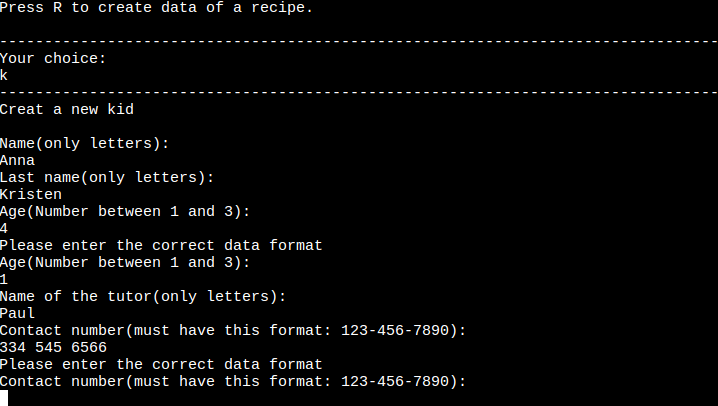 Press R to create data of a recipe.
--------------------------------------------------------------------------------
Your choice:
k
--------------------------------------------------------------------------------
Creat a new kid
Name(only letters):
Anna
Last name(only letters):
Kristen
Age(Number between 1 and 3):
4
Please enter the correct data format
Age(Number between 1 and 3):
1
Name of the tutor(only letters):
Paul
Contact number(must have this format: 123-456-7890):
334 545 6566
Please enter the correct data format
Contact number(must have this format: 123-456-7890):